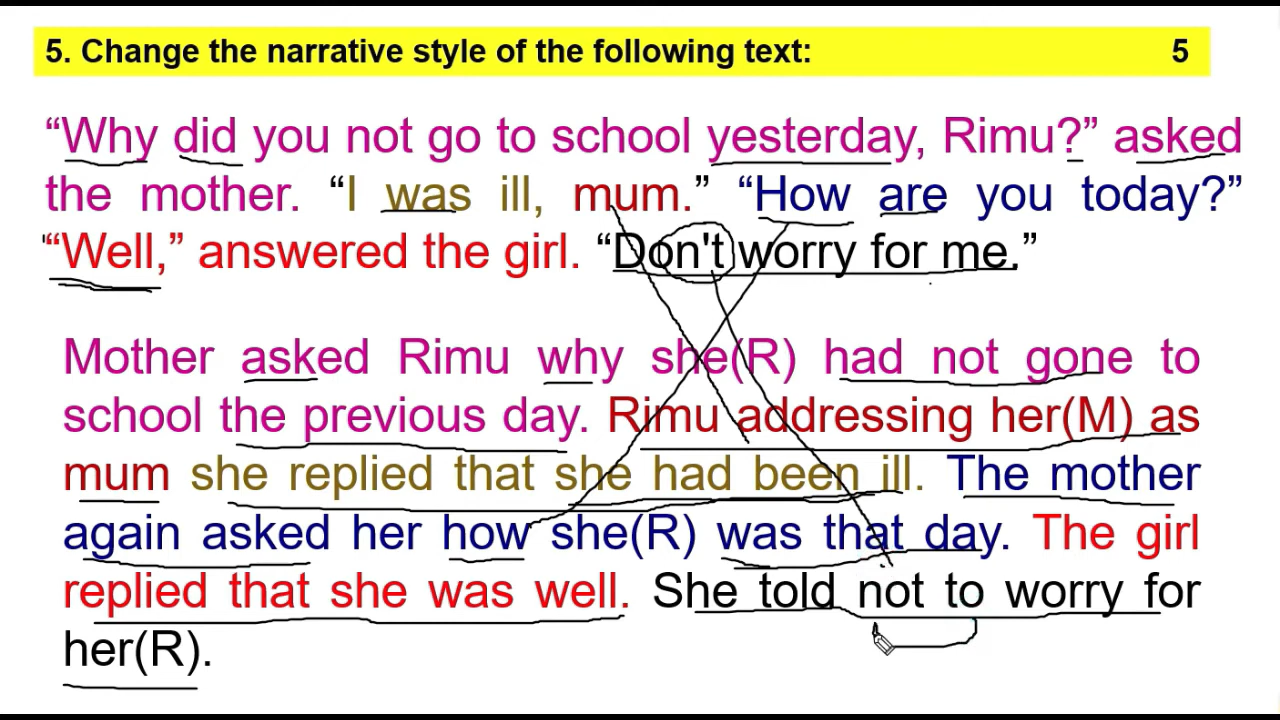 5. Change the narrative style of the following text: 5
“Why did you not go to school yesterday, Rimu?” asked
the mother. “I was ill, mum.” “How are you today?”
“Well,” answered the girl. “Don't worry for me.”
Mother asked Rimu why she(R) had not gone to
school the previous day. Rimu addressing her(M) as
mum she replied that she had been ill. The mother
again asked her how she(R) was that day. The girl
replied that she was well. She told not to worry for
her(R).